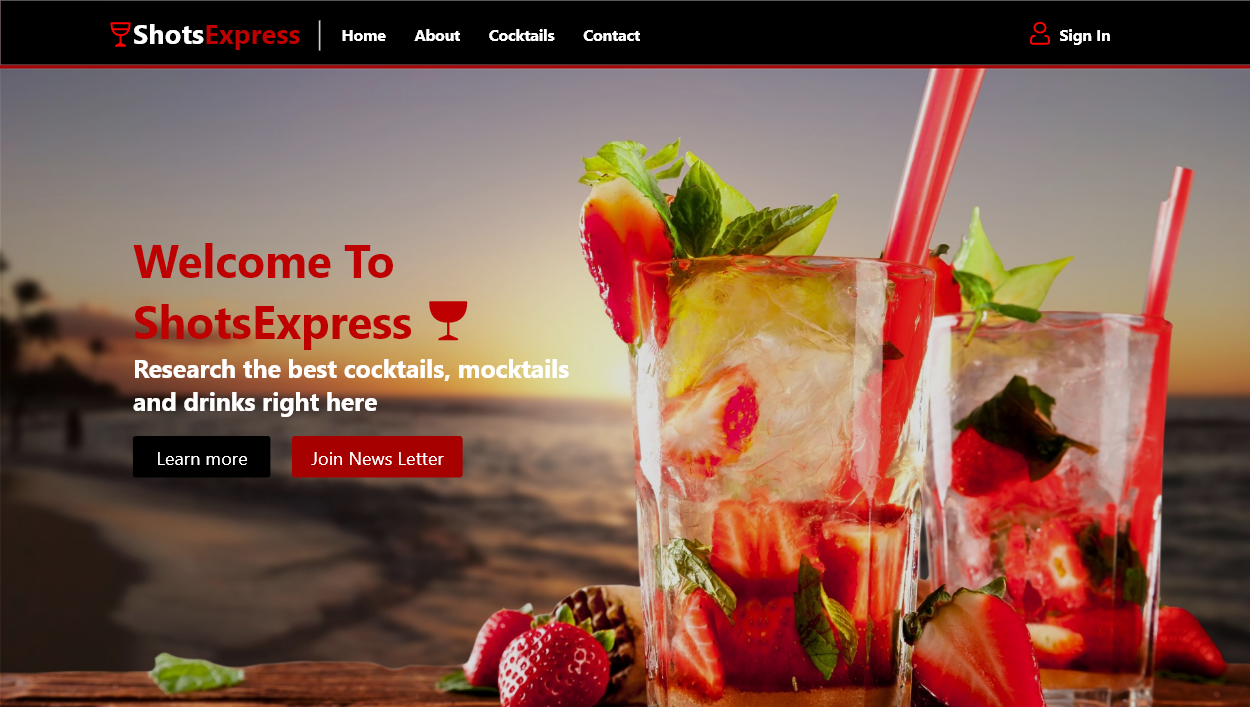 ShotsExpress
Home
About
Cocktails
Contact
Sign In
Welcome To
ShotsExpress
Research the best cocktails, mocktails
and drinks right here
Learn more
Join News Letter